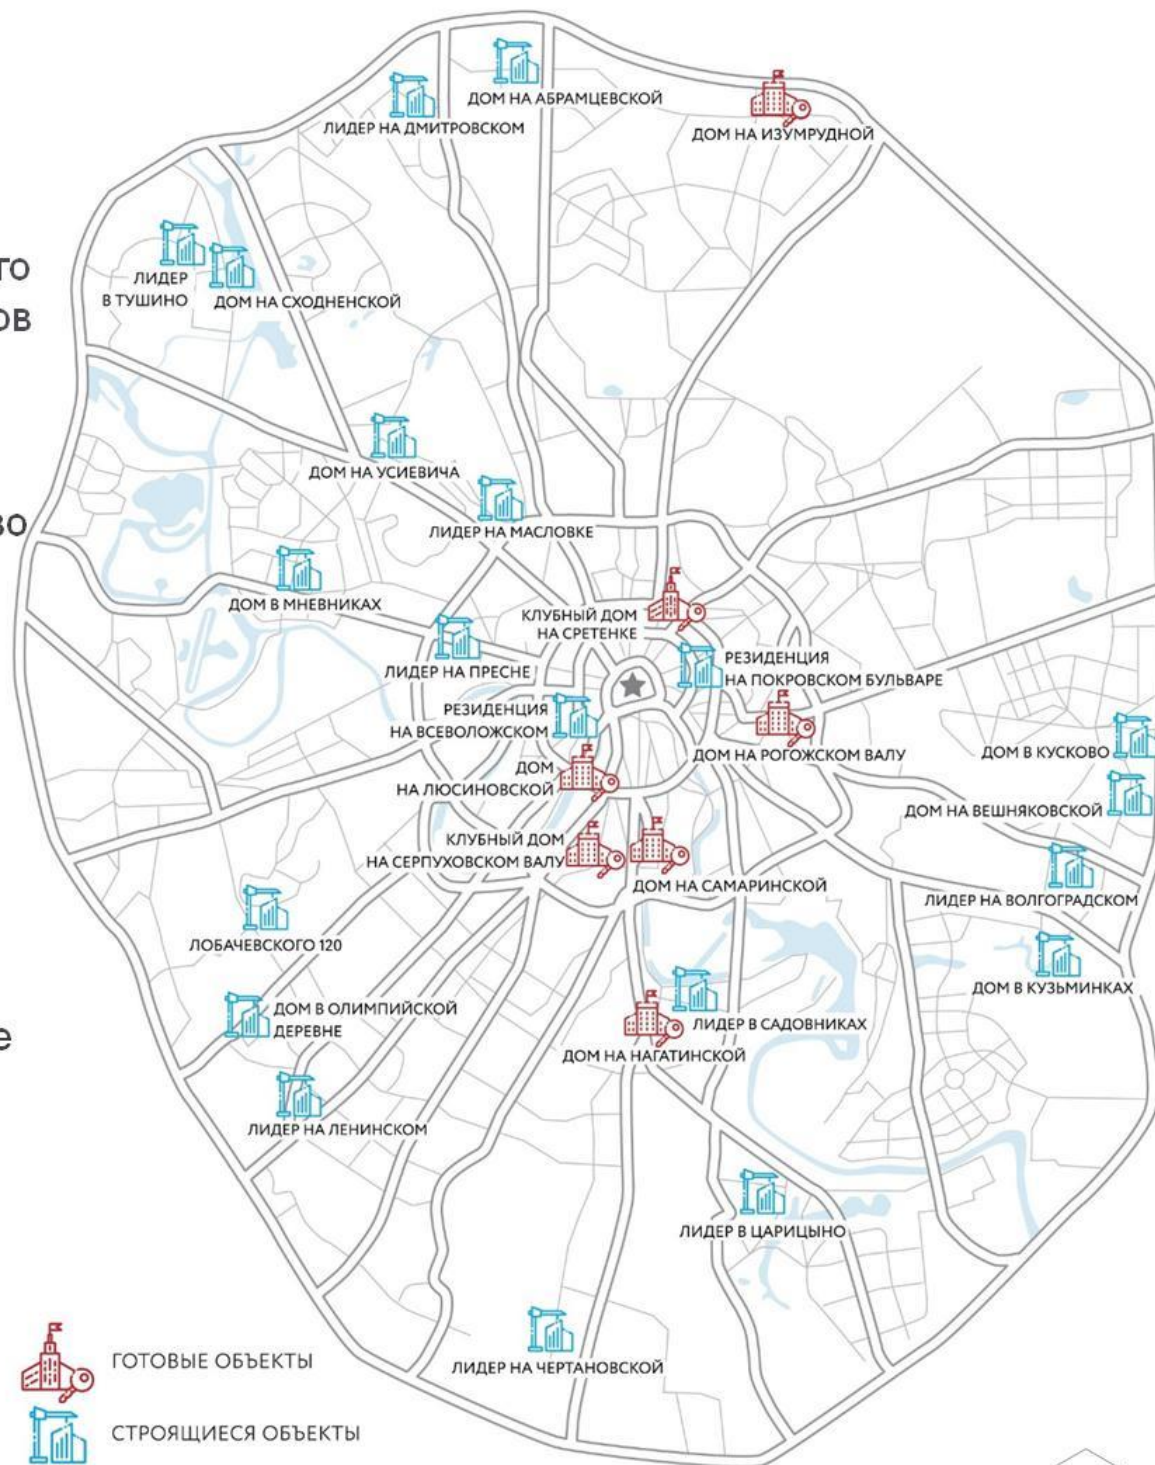 ДОМ НА АБРАМЦЕВСКОЙ
ЛИДЕР НА ДМИТРОВСКОМ
ДОМ НА ИЗУМРУДНОЙ
го
ов
ЛИДЕР
В ТУШИНО
ДОМ НА СХОДНЕНСКОЙ
ДОМ НА УСИЕВИЧА
во
ЛИДЕР НА МАСЛОВКЕ
ДОМ В МНЕВНИКАХ
КЛУБНЫЙ ДОМ
НА СРЕТЕНКЕ
ЛИДЕР НА ПРЕСНЕ
РЕЗИДЕНЦИЯ
НА ПОКРОВСКОМ БУЛЬВАРЕ
РЕЗИДЕНЦИЯ
НА ВСЕВОЛОЖСКОМ
ДОМ НА РОГОЖСКОМ ВАЛУ
ДОМ В КУСКОВО
ДОМ
НА ЛЮСИНОВСКОЙ
ДОМ НА ВЕШНЯКОВСКОЙ
КЛУБНЫЙ ДОМ
НА СЕРПУХОВСКОМ ВАЛУ
ДОМ НА САМАРИНСКОЙ
ЛИДЕР НА ВОЛГОГРАДСКОМ
ЛОБАЧЕВСКОГО 120
ДОМ В КУЗЬМИНКАХ
ДОМ В ОЛИМПИЙСКОЙ
ДЕРЕВНЕ
ЛИДЕР В САДОВНИКАХ
е
ДОМ НА НАГАТИНСКОЙ
ЛИДЕР НА ЛЕНИНСКОМ
ЛИДЕР В ЦАРИЦЫНО
ЛИДЕР НА ЧЕРТАНОВСКОЙ
ГОТОВЫЕ ОБЪЕКТЫ
СТРОЯЩИЕСЯ ОБЪЕКТЫ